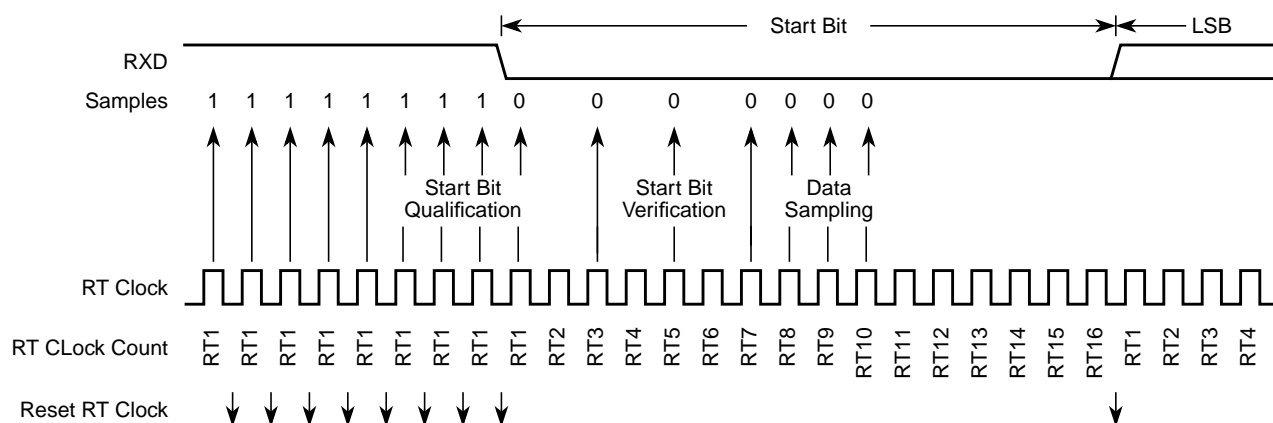 Start Bit LSB
RXD
Samples 1 1 1 1 1 1 1 1 0 0 0 0 0 0 0
Start Bit Start Bit Data
Qualification Verification Sampling
RT Clock
RT CLock Count RT1 RT1 RT1 RT1 RT1 RT1 RT1 RT1 RT1 RT2 RT3 RT4 RT5 RT6 RT7 RT8 RT9 RT10 RT11 RT12 RT13 RT14 RT15 RT16 RT1 RT2 RT3 RT4
Reset RT Clock